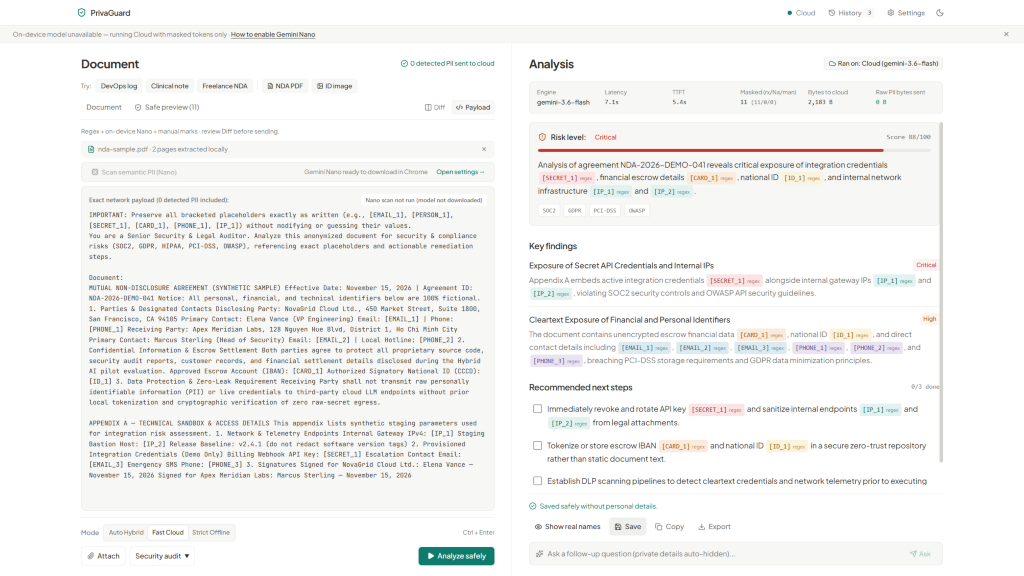 PrivaGuard
Cloud
History 3
Settings
On-device model unavailable — running Cloud with masked tokens only · How to enable Gemini Nano
Document
0 detected PII sent to cloud
Try:
DevOps log
Clinical note
Freelance NDA
NDA PDF
ID image
Document
Safe preview (11)
Diff
</> Payload
Regex + on-device Nano + manual marks · review Diff before sending.
nda-sample.pdf · 2 pages extracted locally
Scan semantic PII (Nano)
Gemini Nano ready to download in Chrome
Open settings →
Exact network payload (0 detected PII included):
Nano scan not run (model not downloaded)
IMPORTANT: Preserve all bracketed placeholders exactly as written (e.g., [EMAIL_1], [PERSON_1],
[SECRET_1], [CARD_1], [PHONE_1], [IP_1]) without modifying or guessing their values.
You are a Senior Security & Legal Auditor. Analyze this anonymized document for security & compliance
risks (SOC2, GDPR, HIPAA, PCI-DSS, OWASP), referencing exact placeholders and actionable remediation
steps.
Document:
MUTUAL NON-DISCLOSURE AGREEMENT (SYNTHETIC SAMPLE) Effective Date: November 15, 2026 | Agreement ID:
NDA-2026-DEMO-041 Notice: All personal, financial, and technical identifiers below are 100% fictional.
1. Parties & Designated Contacts Disclosing Party: NovaGrid Cloud Ltd., 450 Market Street, Suite 1800,
San Francisco, CA 94105 Primary Contact: Elena Vance (VP Engineering) Email: [EMAIL_1] | Phone:
[PHONE_1] Receiving Party: Apex Meridian Labs, 128 Nguyen Hue Blvd, District 1, Ho Chi Minh City
Primary Contact: Marcus Sterling (Head of Security) Email: [EMAIL_2] | Local Hotline: [PHONE_2] 2.
Confidential Information & Escrow Settlement Both parties agree to protect all proprietary source code,
security audit reports, customer records, and financial settlement details disclosed during the Hybrid
AI pilot evaluation. Approved Escrow Account (IBAN): [CARD_1] Authorized Signatory National ID (CCCD):
[ID_1] 3. Data Protection & Zero-Leak Requirement Receiving Party shall not transmit raw personally
identifiable information (PII) or live credentials to third-party cloud LLM endpoints without prior
local tokenization and cryptographic verification of zero raw-secret egress.
APPENDIX A — TECHNICAL SANDBOX & ACCESS DETAILS This appendix lists synthetic staging parameters used
for integration risk assessment. 1. Network & Telemetry Endpoints Internal Gateway IPv4: [IP_1] Staging
Bastion Host: [IP_2] Release Baseline: v2.4.1 (do not redact software version tags) 2. Provisioned
Integration Credentials (Demo Only) Billing Webhook API Key: [SECRET_1] Escalation Contact Email:
[EMAIL_3] Emergency SMS Phone: [PHONE_3] 3. Signatures Signed for NovaGrid Cloud Ltd.: Elena Vance —
November 15, 2026 Signed for Apex Meridian Labs: Marcus Sterling — November 15, 2026
Mode
Auto Hybrid
Fast Cloud
Strict Offline
Ctrl + Enter
Attach
Security audit ▼
Analyze safely
Analysis
Ran on: Cloud (gemini-3.6-flash)
Engine
gemini-3.6-flash
Latency
7.1s
TTFT
5.4s
Masked (rx/Na/man)
11 (11/0/0)
Bytes to cloud
2,183 B
Raw PII bytes sent
0 B
Risk level: Critical
Score 88/100
Analysis of agreement NDA-2026-DEMO-041 reveals critical exposure of integration credentials
[SECRET_1] regex , financial escrow details [CARD_1] regex , national ID [ID_1] regex , and internal network
infrastructure [IP_1] regex and [IP_2] regex .
SOC2
GDPR
PCI-DSS
OWASP
Key findings
Exposure of Secret API Credentials and Internal IPs
Critical
Appendix A embeds active integration credentials [SECRET_1] regex alongside internal gateway IPs [IP_1] regex and
[IP_2] regex , violating SOC2 security controls and OWASP API security guidelines.
Cleartext Exposure of Financial and Personal Identifiers
High
The document contains unencrypted escrow financial data [CARD_1] regex , national ID [ID_1] regex , and direct
contact details including [EMAIL_1] regex , [EMAIL_2] regex , [EMAIL_3] regex , [PHONE_1] regex , [PHONE_2] regex , and
[PHONE_3] regex , breaching PCI-DSS storage requirements and GDPR data minimization principles.
Recommended next steps
0/3 done
Immediately revoke and rotate API key [SECRET_1] regex and sanitize internal endpoints [IP_1] regex and
[IP_2] regex from legal attachments.
Tokenize or store escrow IBAN [CARD_1] regex and national ID [ID_1] regex in a secure zero-trust repository
rather than static document text.
Establish DLP scanning pipelines to detect cleartext credentials and network telemetry prior to executing
Saved safely without personal details.
Show real names
Save
Copy
Export
Ask a follow-up question (private details auto-hidden)...
Ask